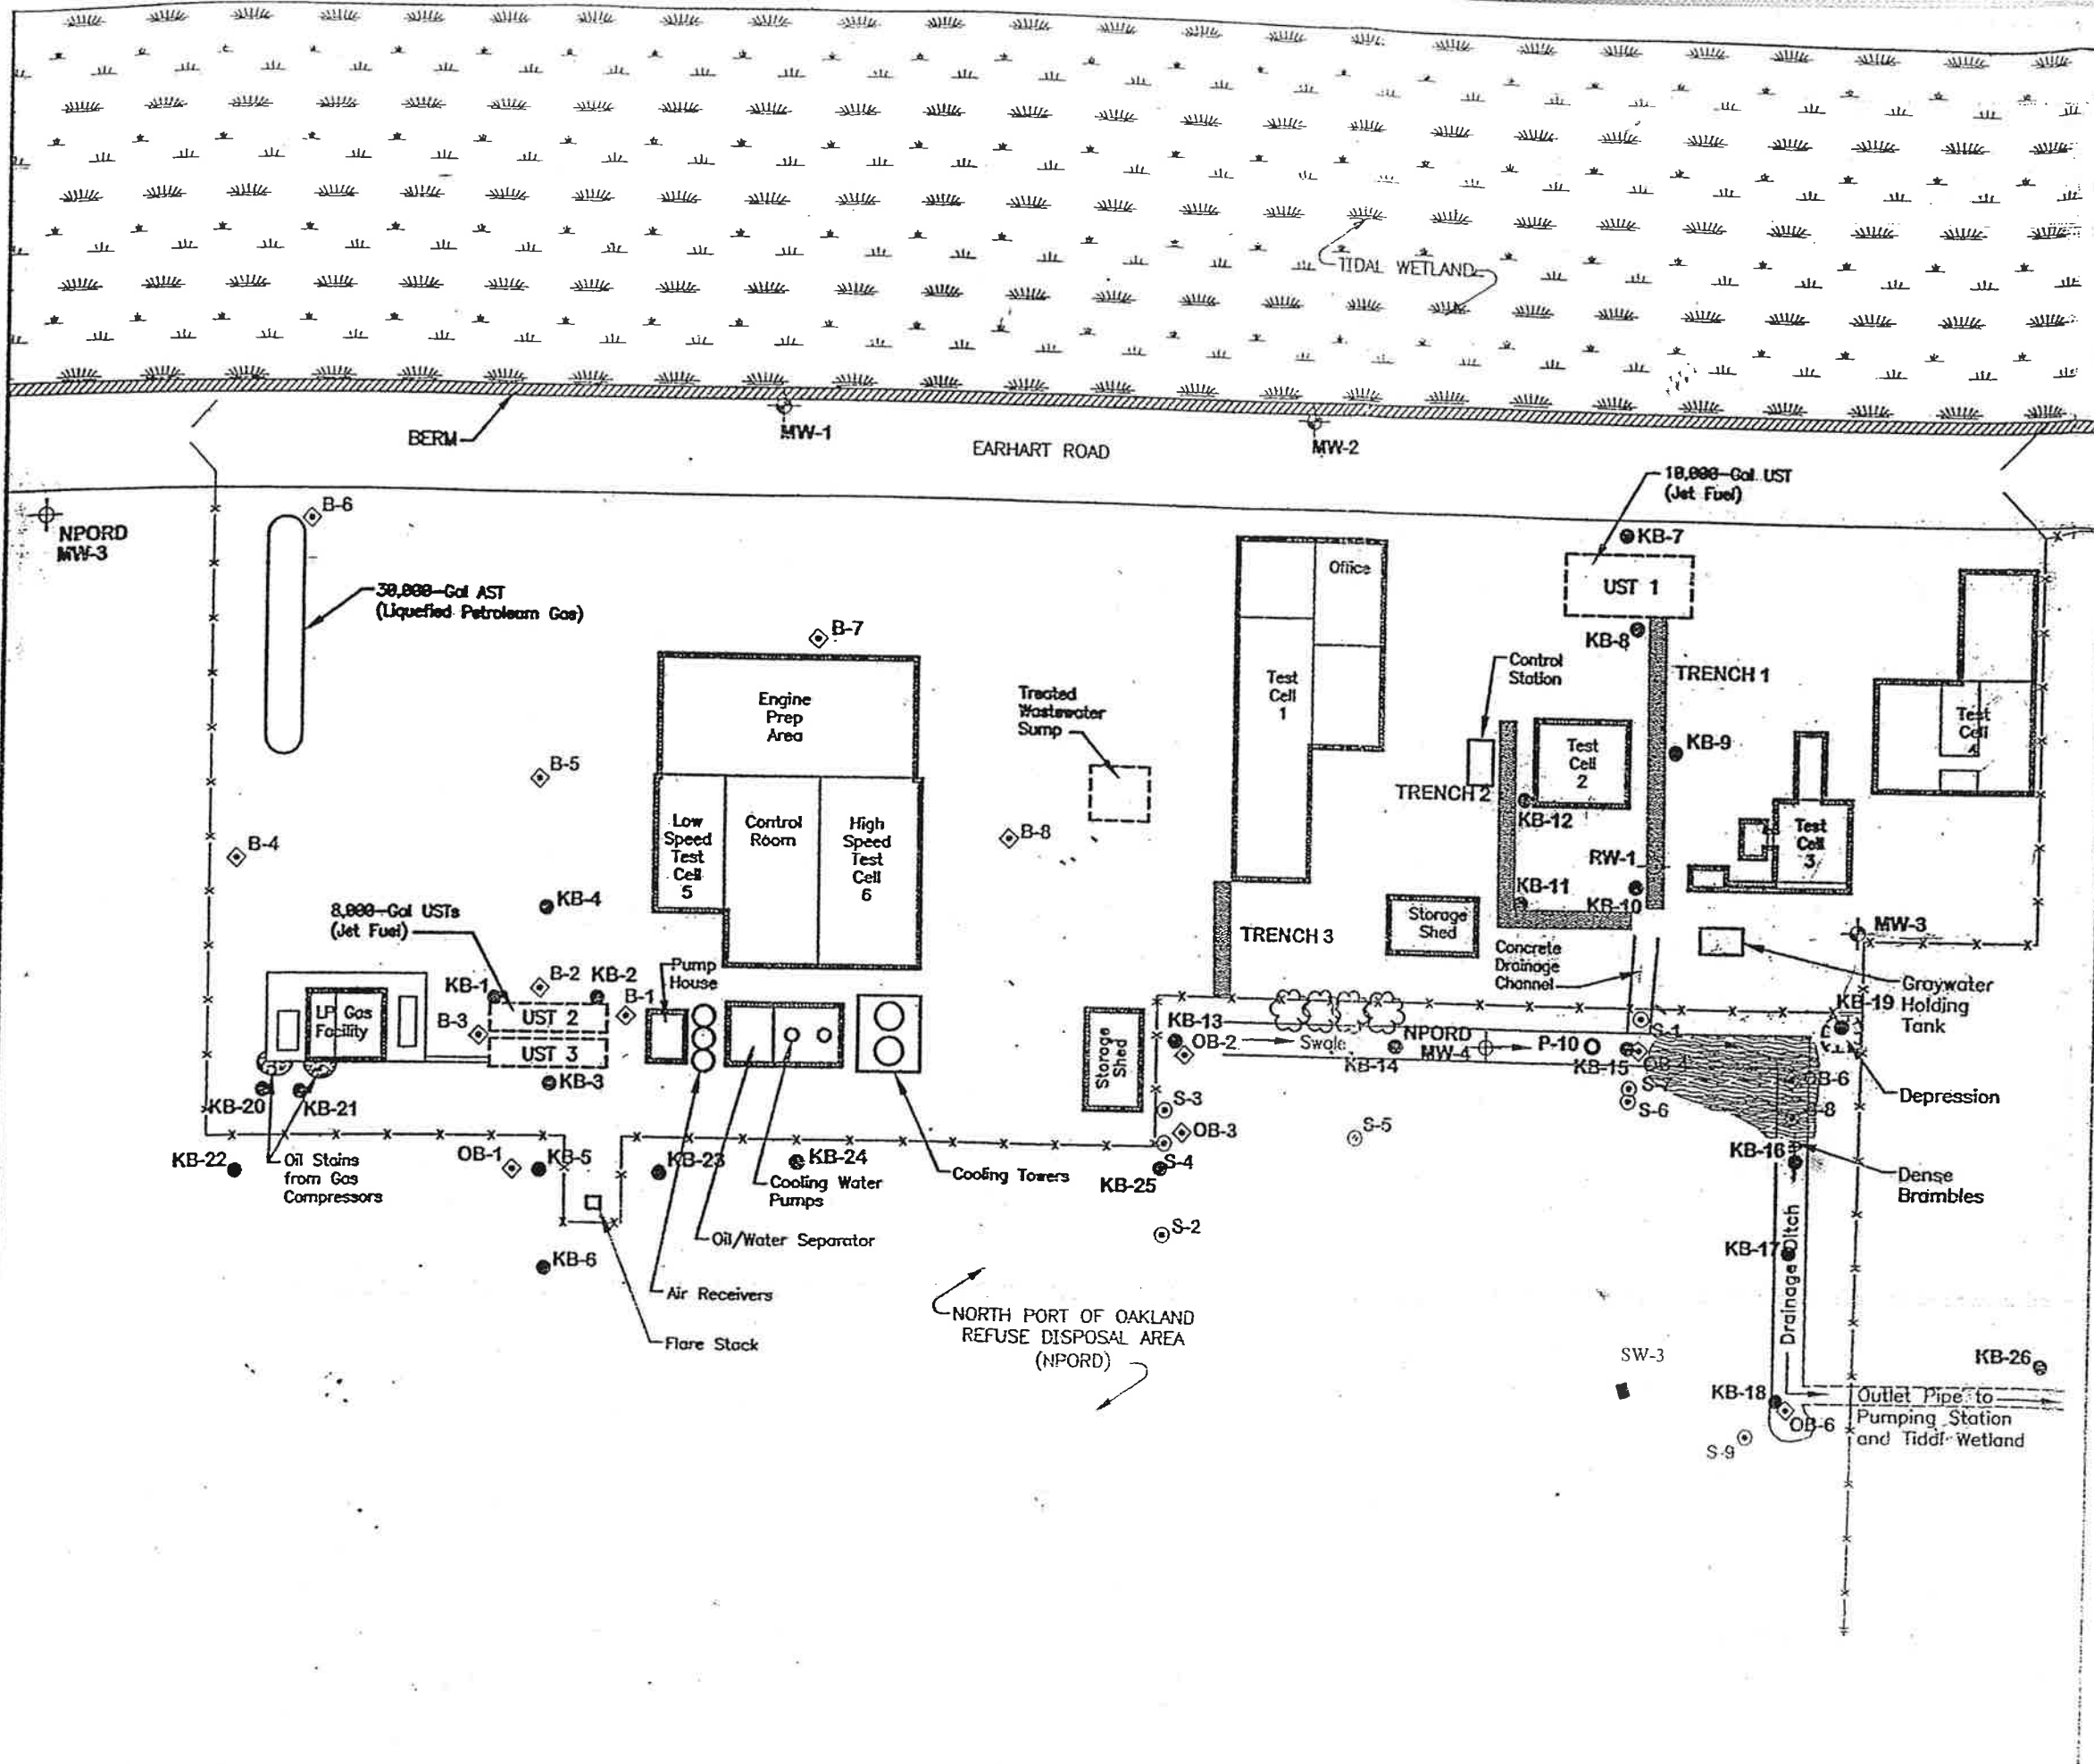 TIDAL WETLAND
BERM
MW-1
EARHART ROAD
MW-2
10,000-Gal UST
(Jet Fuel)
NPORD
MW-3
B-6
KB-7
UST 1
Office
30,000-Gal AST
(Liquefied Petroleum Gas)
B-7
KB-8
Control
Station
TRENCH 1
Engine
Prep
Area
Treated
Wastewater
Sump
Test
Cell
1
Test
Cell
4
Test
Cell
2
KB-9
B-5
TRENCH 2
KB-12
Low
Speed
Test
Cell
5
Control
Room
High
Speed
Test
Cell
6
B-8
B-4
Test
Cell
3
RW-1
KB-11
KB-10
KB-4
8,000-Gal USTs
(Jet Fuel)
Storage
Shed
TRENCH 3
MW-3
Concrete
Drainage
Channel
Pump
House
B-2
KB-2
KB-1
B-1
Graywater
Holding
Tank
KB-19
LP Gas
Facility
B-3
UST 2
UST 3
KB-13
OB-2
Swale
NPORD
MW-4
P-10
S-1
KB-14
KB-15
OB-4
Storage
Shed
KB-3
OB-6
S-7
S-6
S-8
Depression
KB-20
KB-21
S-3
OB-3
S-5
S-4
KB-22
Oil Stains
from Gas
Compressors
OB-1
KB-5
KB-23
KB-24
Cooling Water
Pumps
Cooling Towers
KB-25
KB-16
Dense
Brambles
S-2
Oil/Water Separator
KB-6
KB-17
Drainage Ditch
Air Receivers
NORTH PORT OF OAKLAND
REFUSE DISPOSAL AREA
(NPORD)
Flare Stack
SW-3
KB-26
KB-18
OB-6
Outlet Pipe to
Pumping Station
and Tidal Wetland
S-9